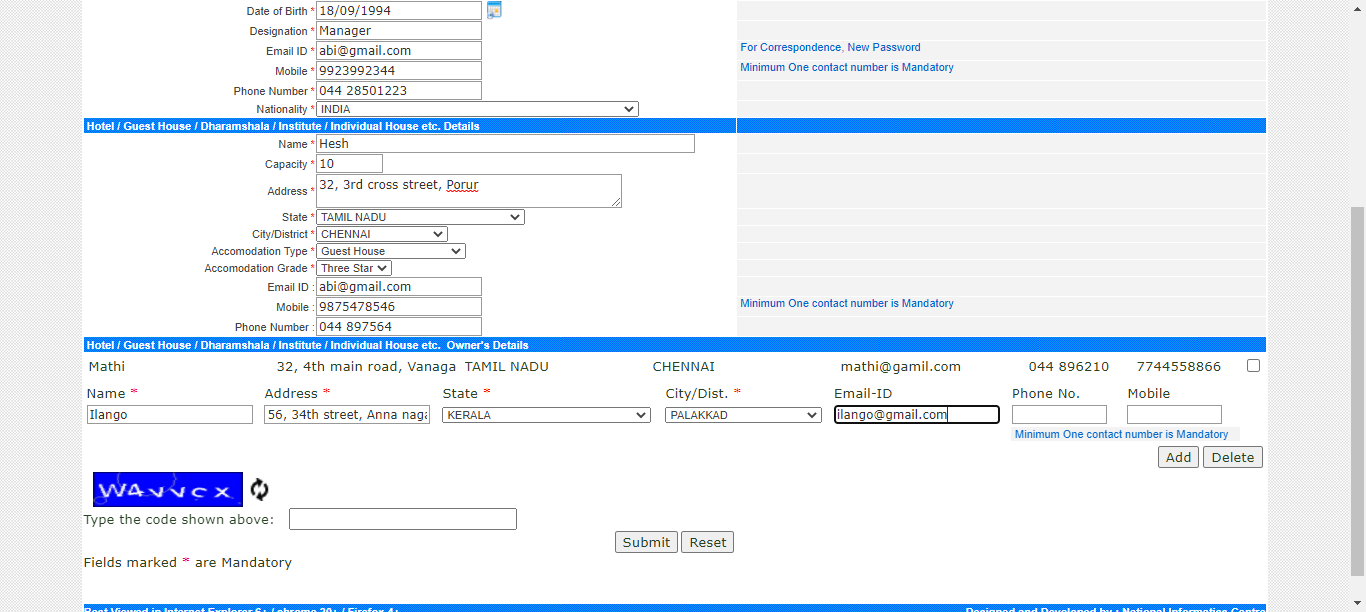 Date of Birth * 18/09/1994
Designation * Manager
Email ID * abi@gmail.com For Correspondence, New Password
Mobile * 9923992344 Minimum One contact number is Mandatory
Phone Number * 044 28501223
Nationality * INDIA
Hotel / Guest House / Dharamshala / Institute / Individual House etc. Details
Name * Hesh
Capacity * 10
Address * 32, 3rd cross street, Porur
State * TAMIL NADU
City/District * CHENNAI
Accomodation Type * Guest House
Accomodation Grade * Three Star
Email ID : abi@gmail.com
Mobile : 9875478546 Minimum One contact number is Mandatory
Phone Number : 044 897564
Hotel / Guest House / Dharamshala / Institute / Individual House etc. Owner's Details
Mathi 32, 4th main road, Vanaga TAMIL NADU CHENNAI mathi@gamil.com 044 896210 7744558866
Name * Address * State * City/Dist. * Email-ID Phone No. Mobile
Ilango 56, 34th street, Anna naga KERALA PALAKKAD ilango@gmail.com
Minimum One contact number is Mandatory
Add Delete
WAVVCX
Type the code shown above:
Submit Reset
Fields marked * are Mandatory
Best Viewed in Internet Explorer 6+ / chrome 20+ / Firefox 4+ Designed and Developed by : National Informatics Centre